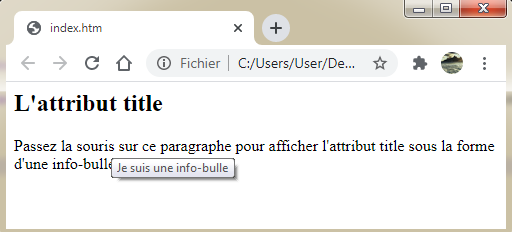 index.htm
Fichier
C:/Users/User/De...
L'attribut title
Passez la souris sur ce paragraphe pour afficher l'attribut title sous la forme
d'une info-bulle
Je suis une info-bulle